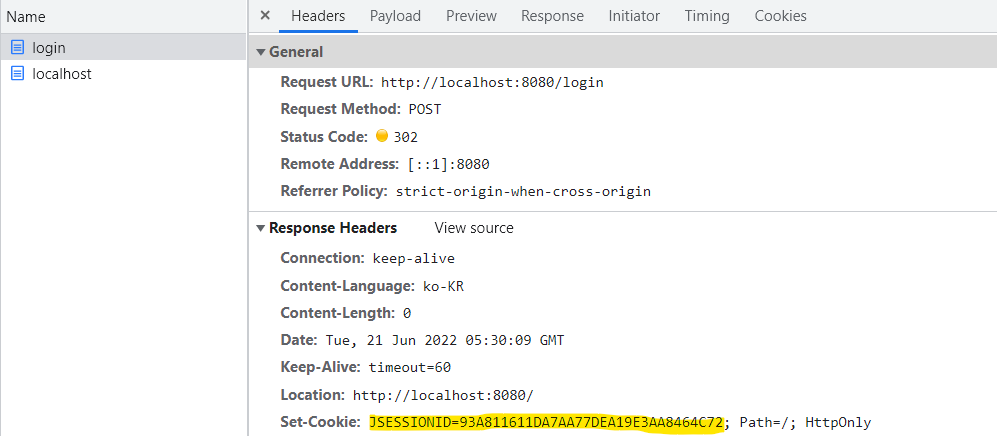 Name
× Headers Payload Preview Response Initiator Timing Cookies
login
localhost
▼ General
Request URL: http://localhost:8080/login
Request Method: POST
Status Code: 302
Remote Address: [::1]:8080
Referrer Policy: strict-origin-when-cross-origin
▼ Response Headers View source
Connection: keep-alive
Content-Language: ko-KR
Content-Length: 0
Date: Tue, 21 Jun 2022 05:30:09 GMT
Keep-Alive: timeout=60
Location: http://localhost:8080/
Set-Cookie: JSESSIONID=93A811611DA7AA77DEA19E3AA8464C72; Path=/; HttpOnly